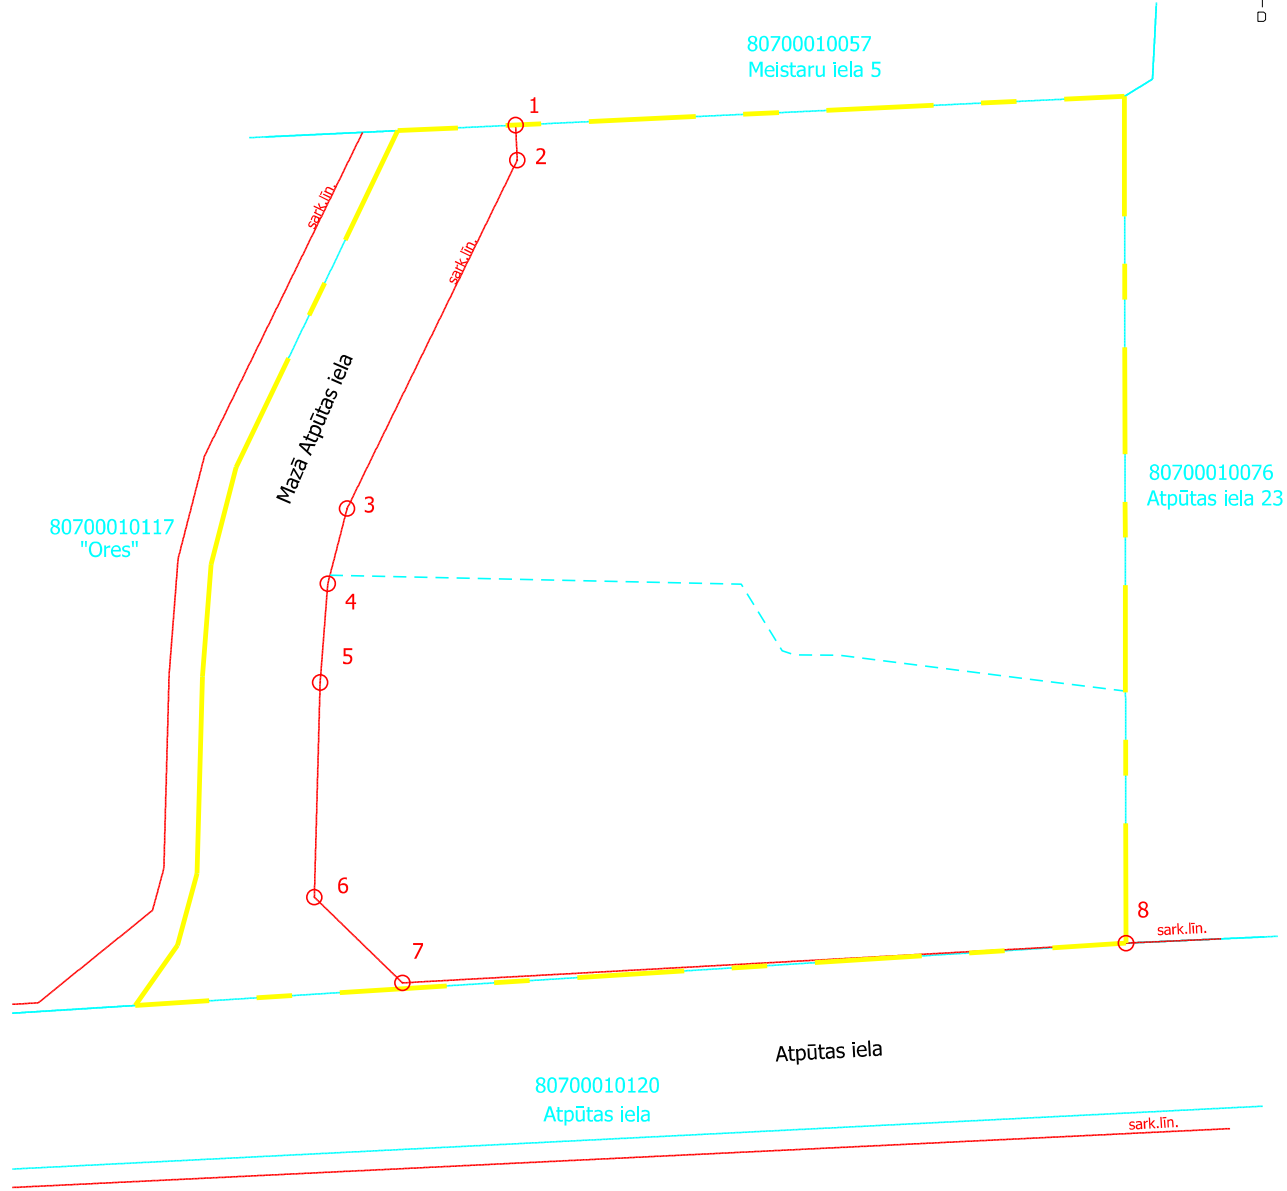 D
80700010057
Meistaru iela 5
1
2
sark.līn.
sark.līn.
Mazā Atpūtas iela
80700010076
Atpūtas iela 23
3
80700010117
"Ores"
4
5
6
8
sark.līn.
7
Atpūtas iela
80700010120
Atpūtas iela
sark.līn.